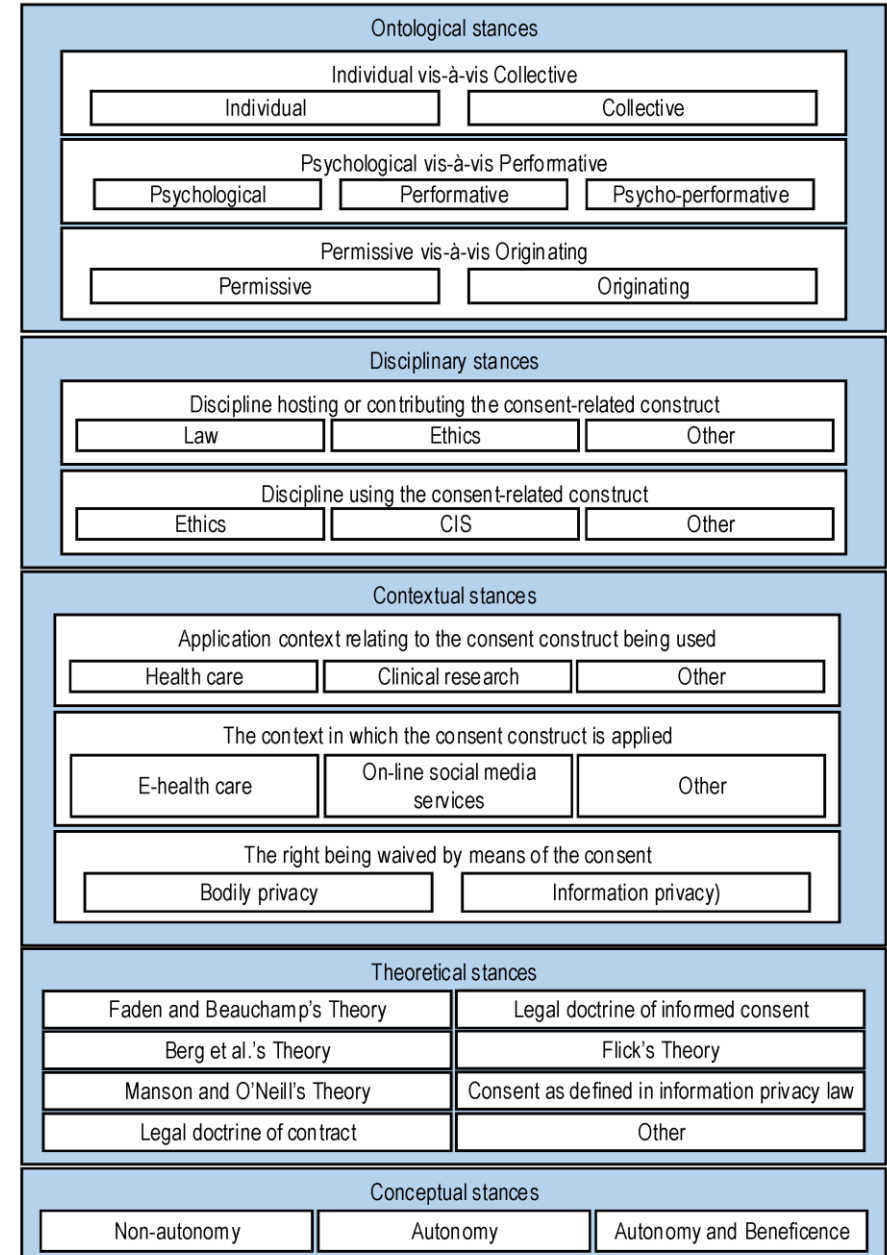 Ontological stances
Individual vis-à-vis Collective
Individual
Collective
Psychological vis-à-vis Performative
Psychological
Performative
Psycho-performative
Permissive vis-à-vis Originating
Permissive
Originating
Disciplinary stances
Discipline hosting or contributing the consent-related construct
Law
Ethics
Other
Discipline using the consent-related construct
Ethics
CIS
Other
Contextual stances
Application context relating to the consent construct being used
Health care
Clinical research
Other
The context in which the consent construct is applied
E-health care
On-line social media
services
Other
The right being waived by means of the consent
Bodily privacy
Information privacy)
Theoretical stances
Faden and Beauchamp's Theory
Legal doctrine of informed consent
Berg et al.'s Theory
Flick's Theory
Manson and O'Neill's Theory
Consent as defined in information privacy law
Legal doctrine of contract
Other
Conceptual stances
Non-autonomy
Autonomy
Autonomy and Beneficence